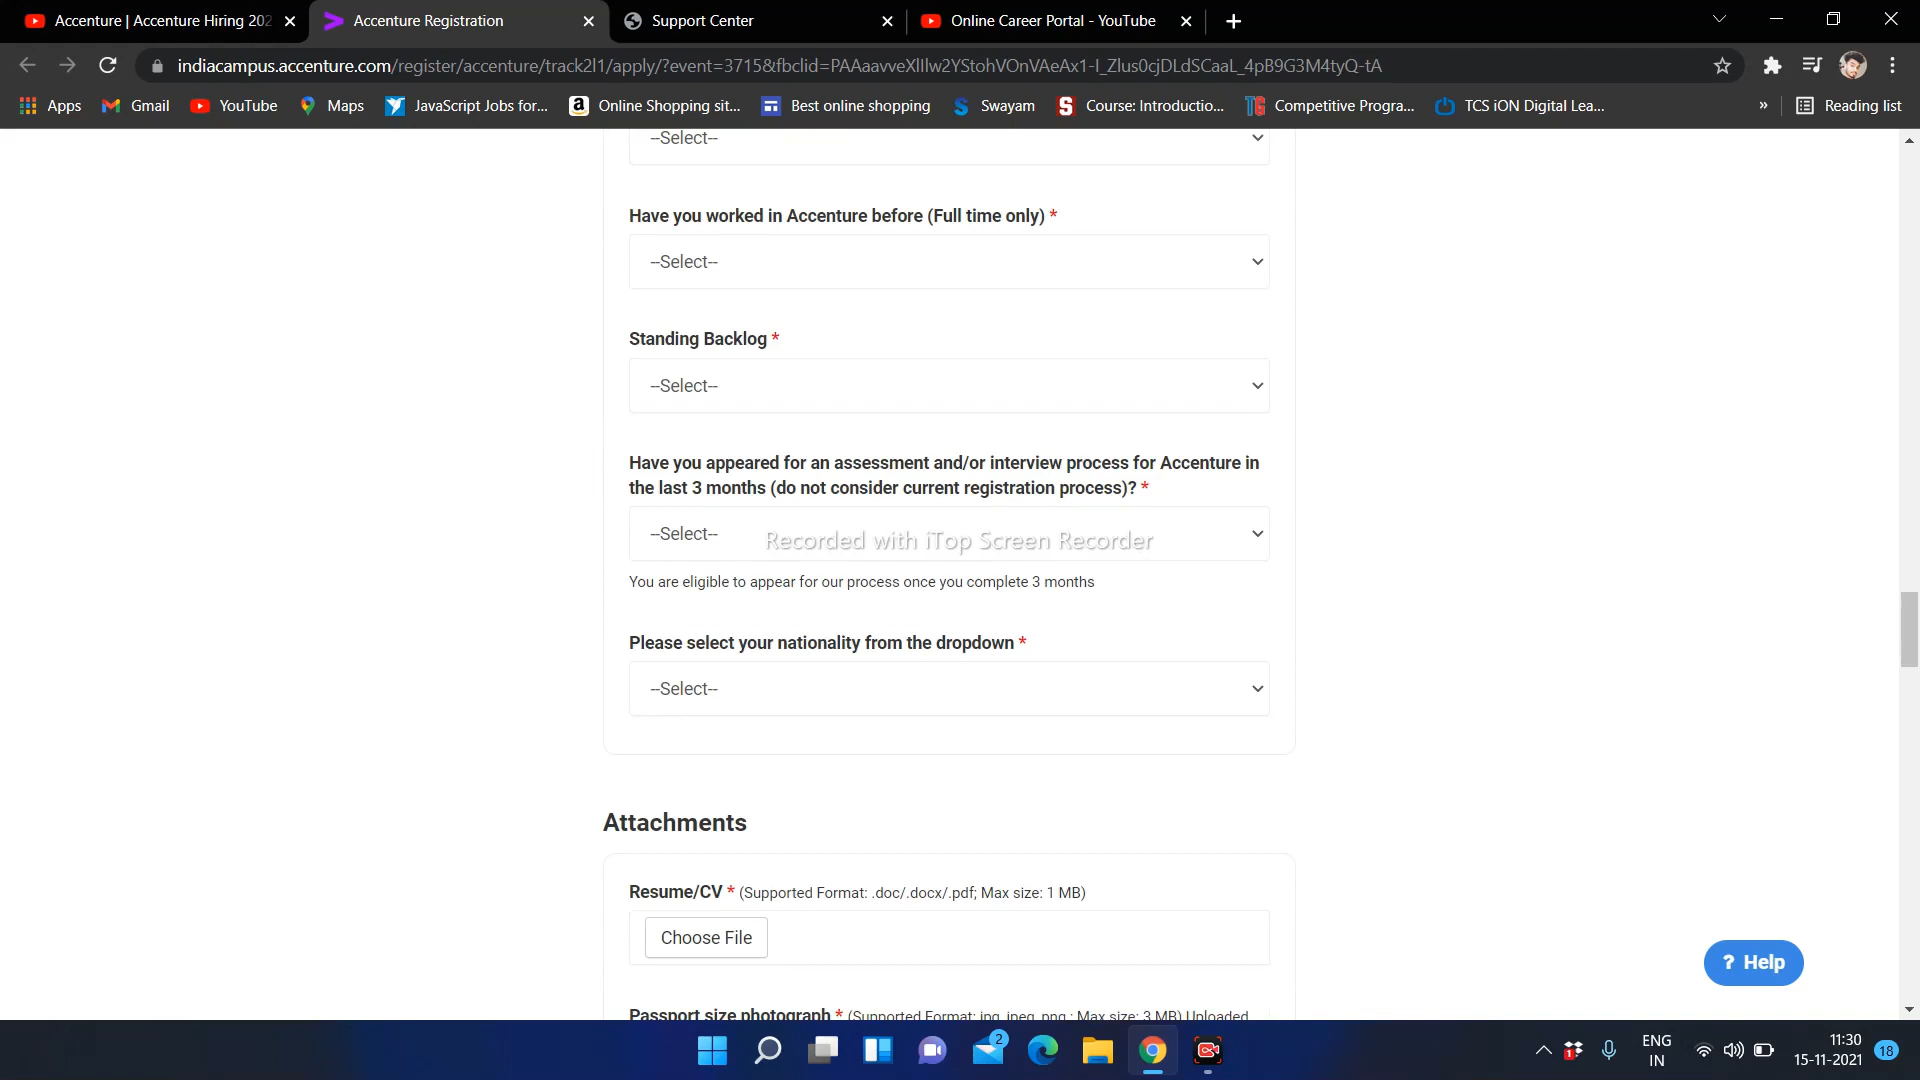 Accenture | Accenture Hiring 202
Accenture Registration
Support Center
Online Career Portal - YouTube
indiacampus.accenture.com/register/accenture/track2l1/apply/?event=3715&fbclid=PAAaavveXlIlw2YStohVOnVAeAx1-I_Zlus0cjDLdSCaaL_4pB9G3M4tyQ-tA
Apps
Gmail
YouTube
Maps
JavaScript Jobs for...
Online Shopping sit...
Best online shopping
Swayam
Course: Introductio...
Competitive Progra...
TCS iON Digital Lea...
»
Reading list
--Select--
Have you worked in Accenture before (Full time only) *
--Select--
Standing Backlog *
--Select--
Have you appeared for an assessment and/or interview process for Accenture in
the last 3 months (do not consider current registration process)? *
--Select--
Recorded with iTop Screen Recorder
You are eligible to appear for our process once you complete 3 months
Please select your nationality from the dropdown *
--Select--
Attachments
Resume/CV * (Supported Format: .doc/.docx/.pdf; Max size: 1 MB)
Choose File
? Help
Passport size photograph * (Supported Format: jpg, jpeg, png ; Max size: 3 MB) Uploaded
2
1
ENG
IN
11:30
15-11-2021
18